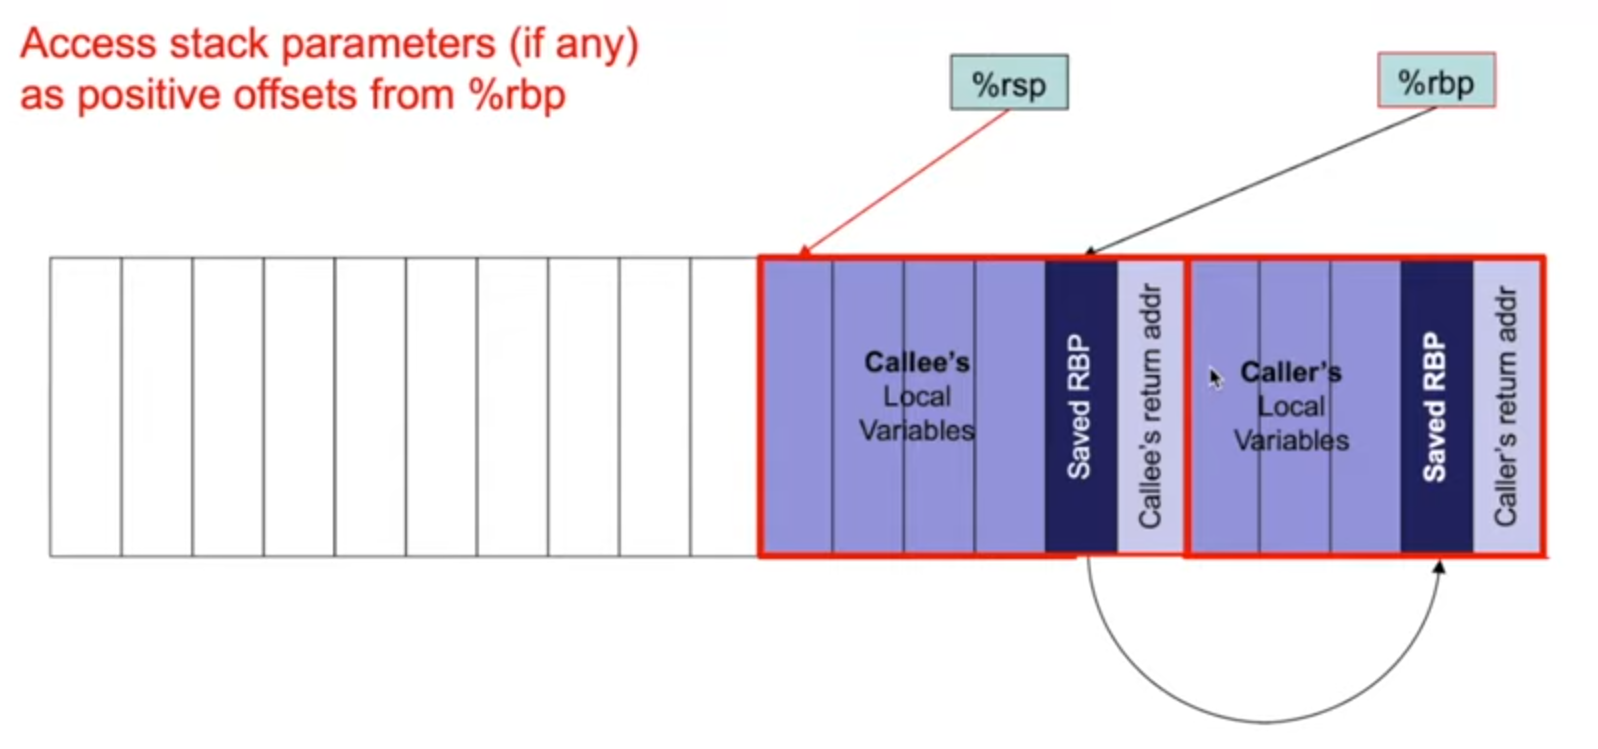 Access stack parameters (if any)
as positive offsets from %rbp
%rsp
%rbp
Callee's
Local
Variables
Saved RBP
Callee's return addr
Caller's
Local
Variables
Saved RBP
Caller's return addr